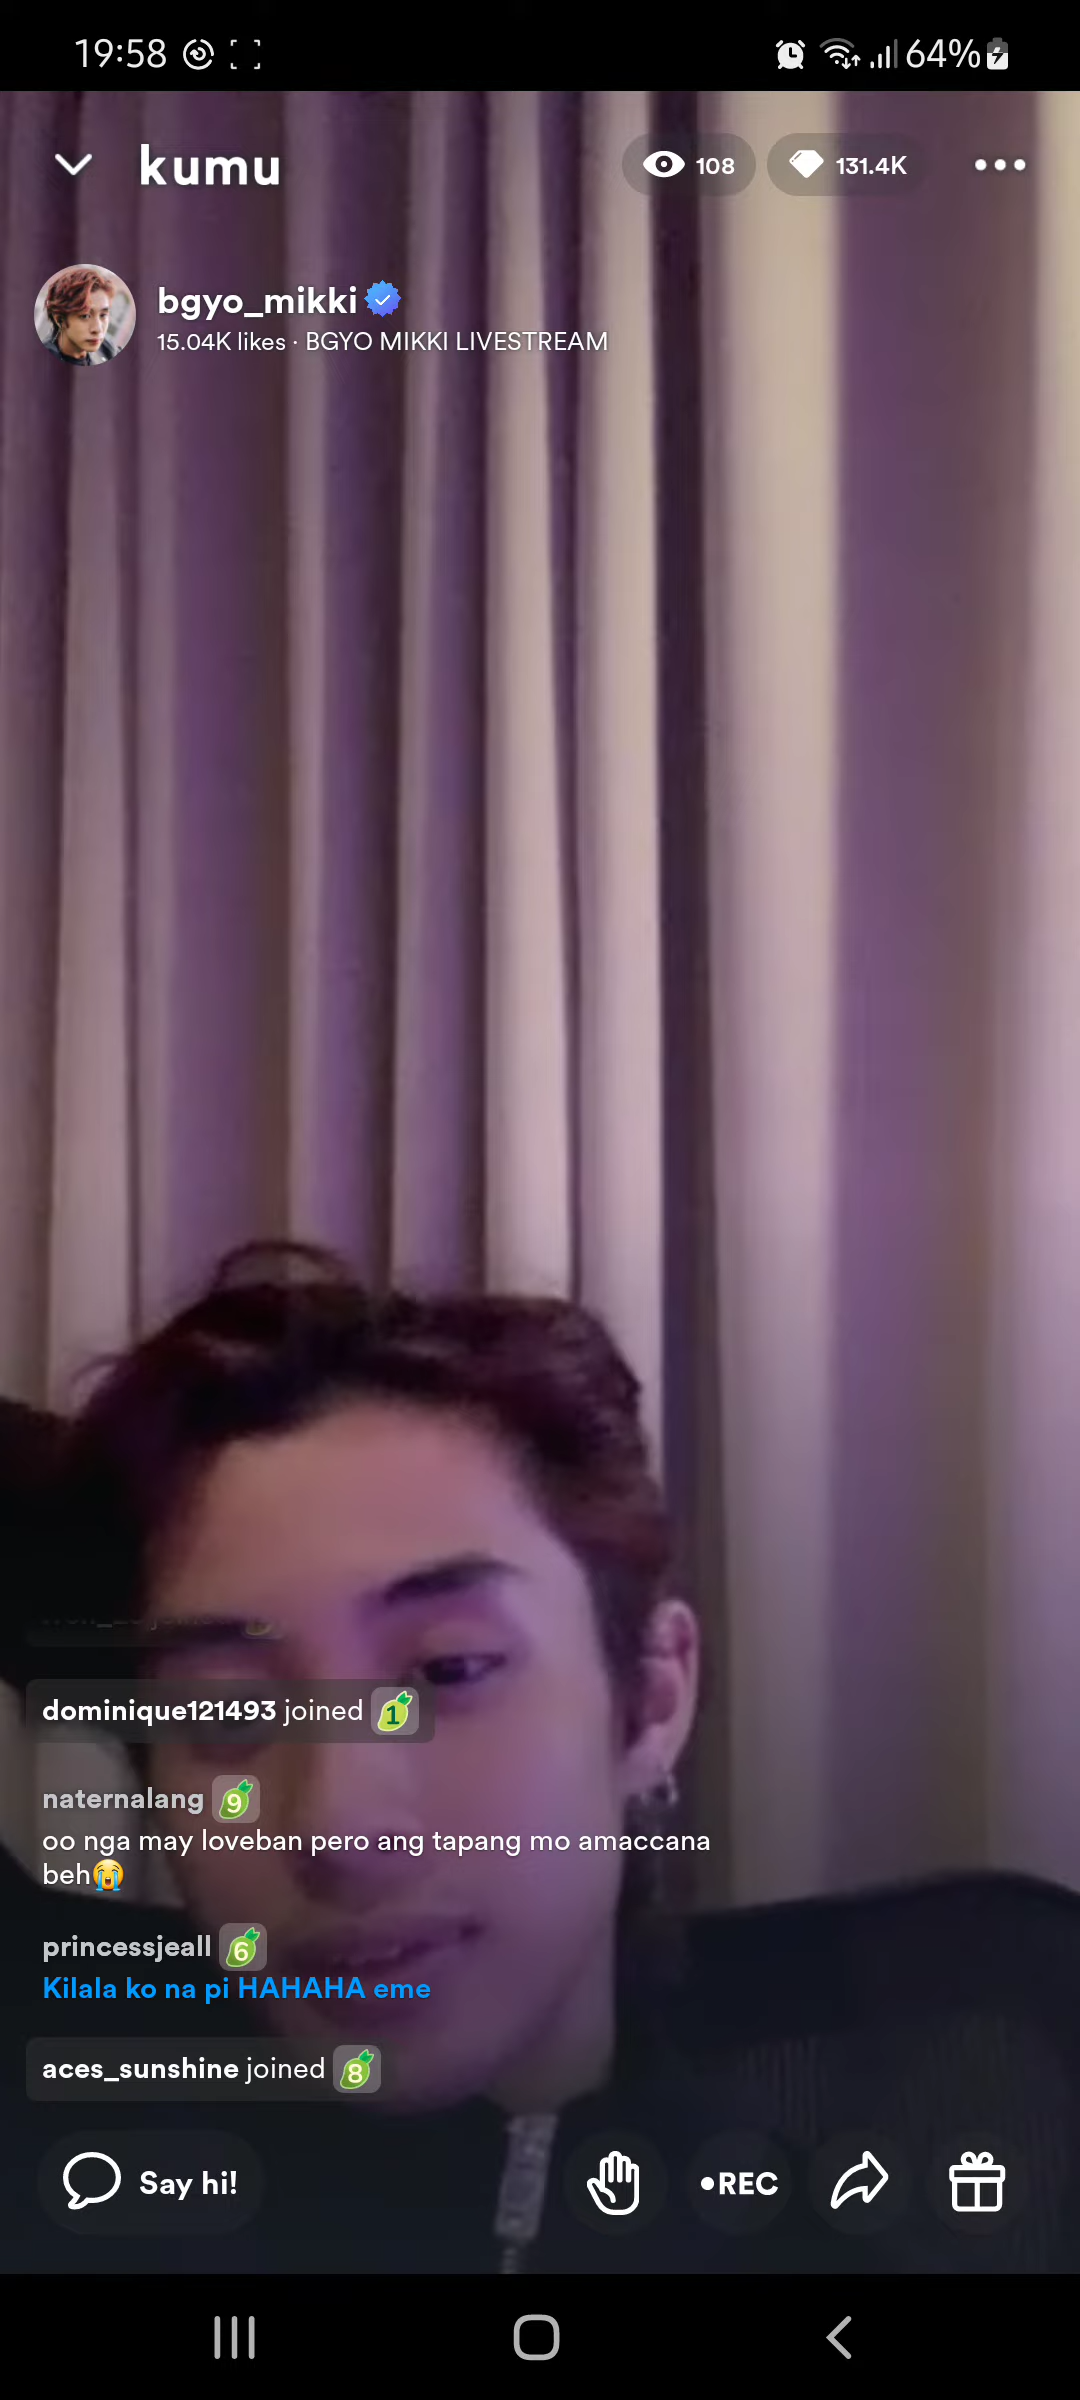 19:58
64%
kumu
108
131.4K
bgyo_mikki
15.04K likes · BGYO MIKKI LIVESTREAM
dominique121493 joined 1
naternalang 9
oo nga may loveban pero ang tapang mo amaccana
beh😭
princessjeall 6
Kilala ko na pi HAHAHA eme
aces_sunshine joined 8
Say hi!
•REC